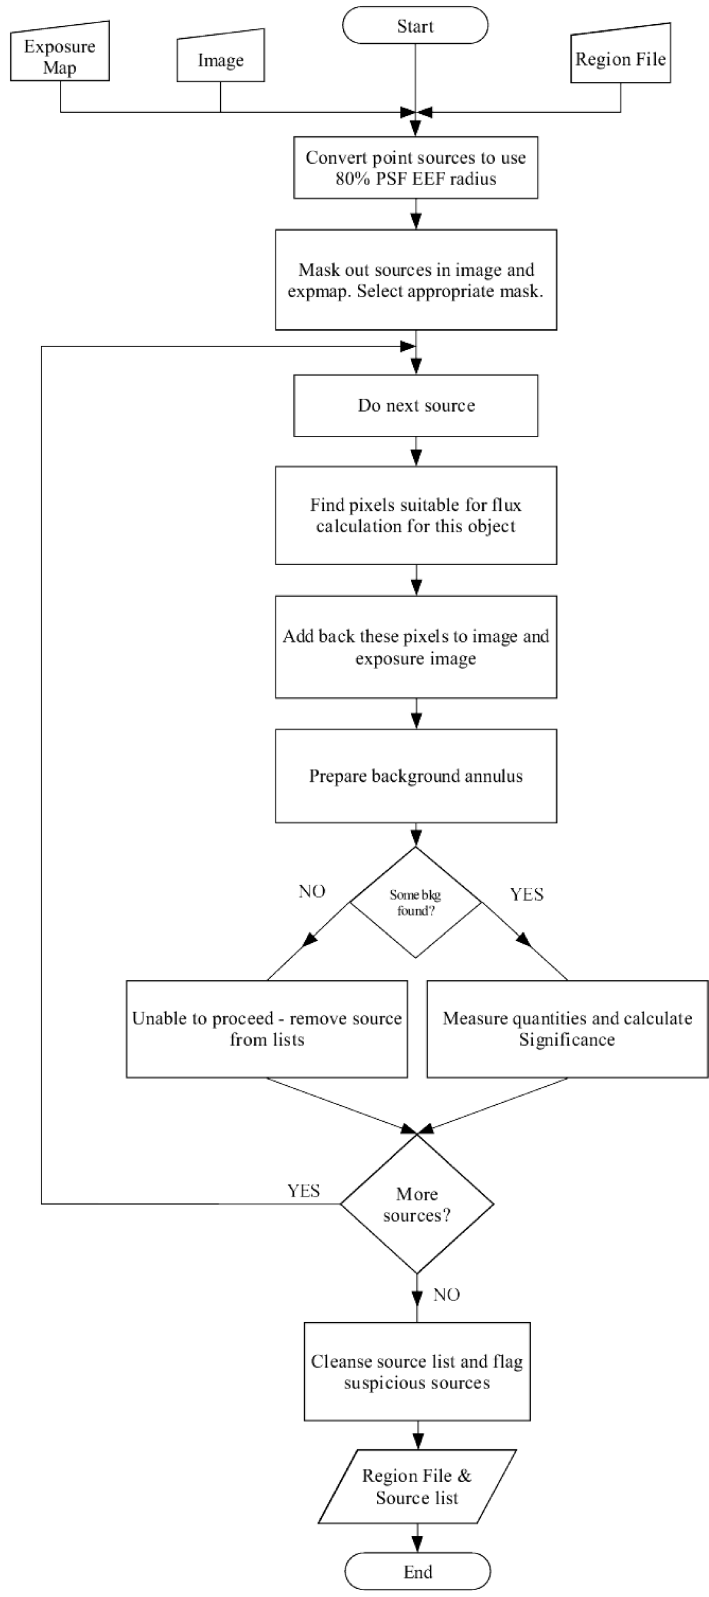 Start
Exposure
Map
Image
Region File
Convert point sources to use
80% PSF EEF radius
Mask out sources in image and
expmap. Select appropriate mask.
Do next source
Find pixels suitable for flux
calculation for this object
Add back these pixels to image and
exposure image
Prepare background annulus
Some bkg
found?
NO
YES
Unable to proceed - remove source
from lists
Measure quantities and calculate
Significance
More
sources?
YES
NO
Cleanse source list and flag
suspicious sources
Region File &
Source list
End